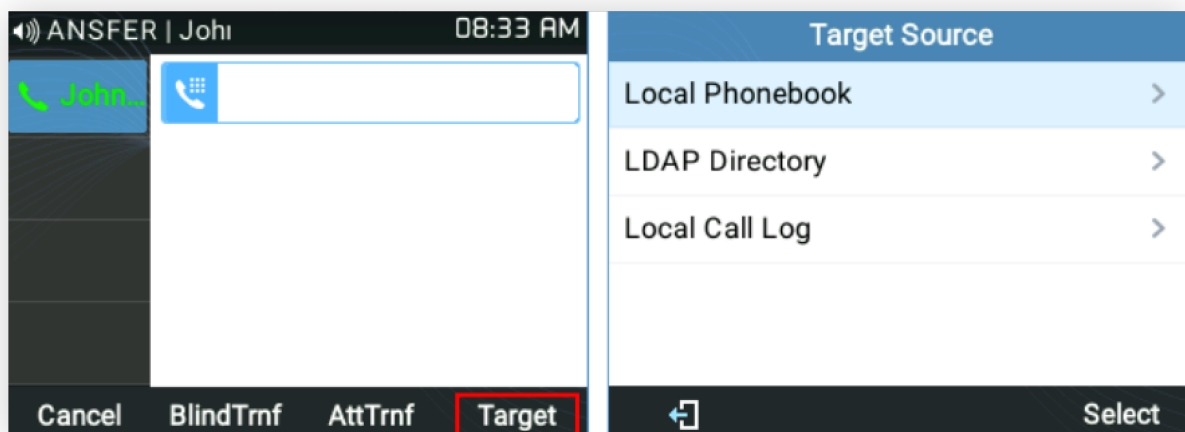 ANSFER | Johı
08:33 AM
John...
Cancel
BlindTrnf
AttTrnf
Target
Target Source
Local Phonebook
LDAP Directory
Local Call Log
Select